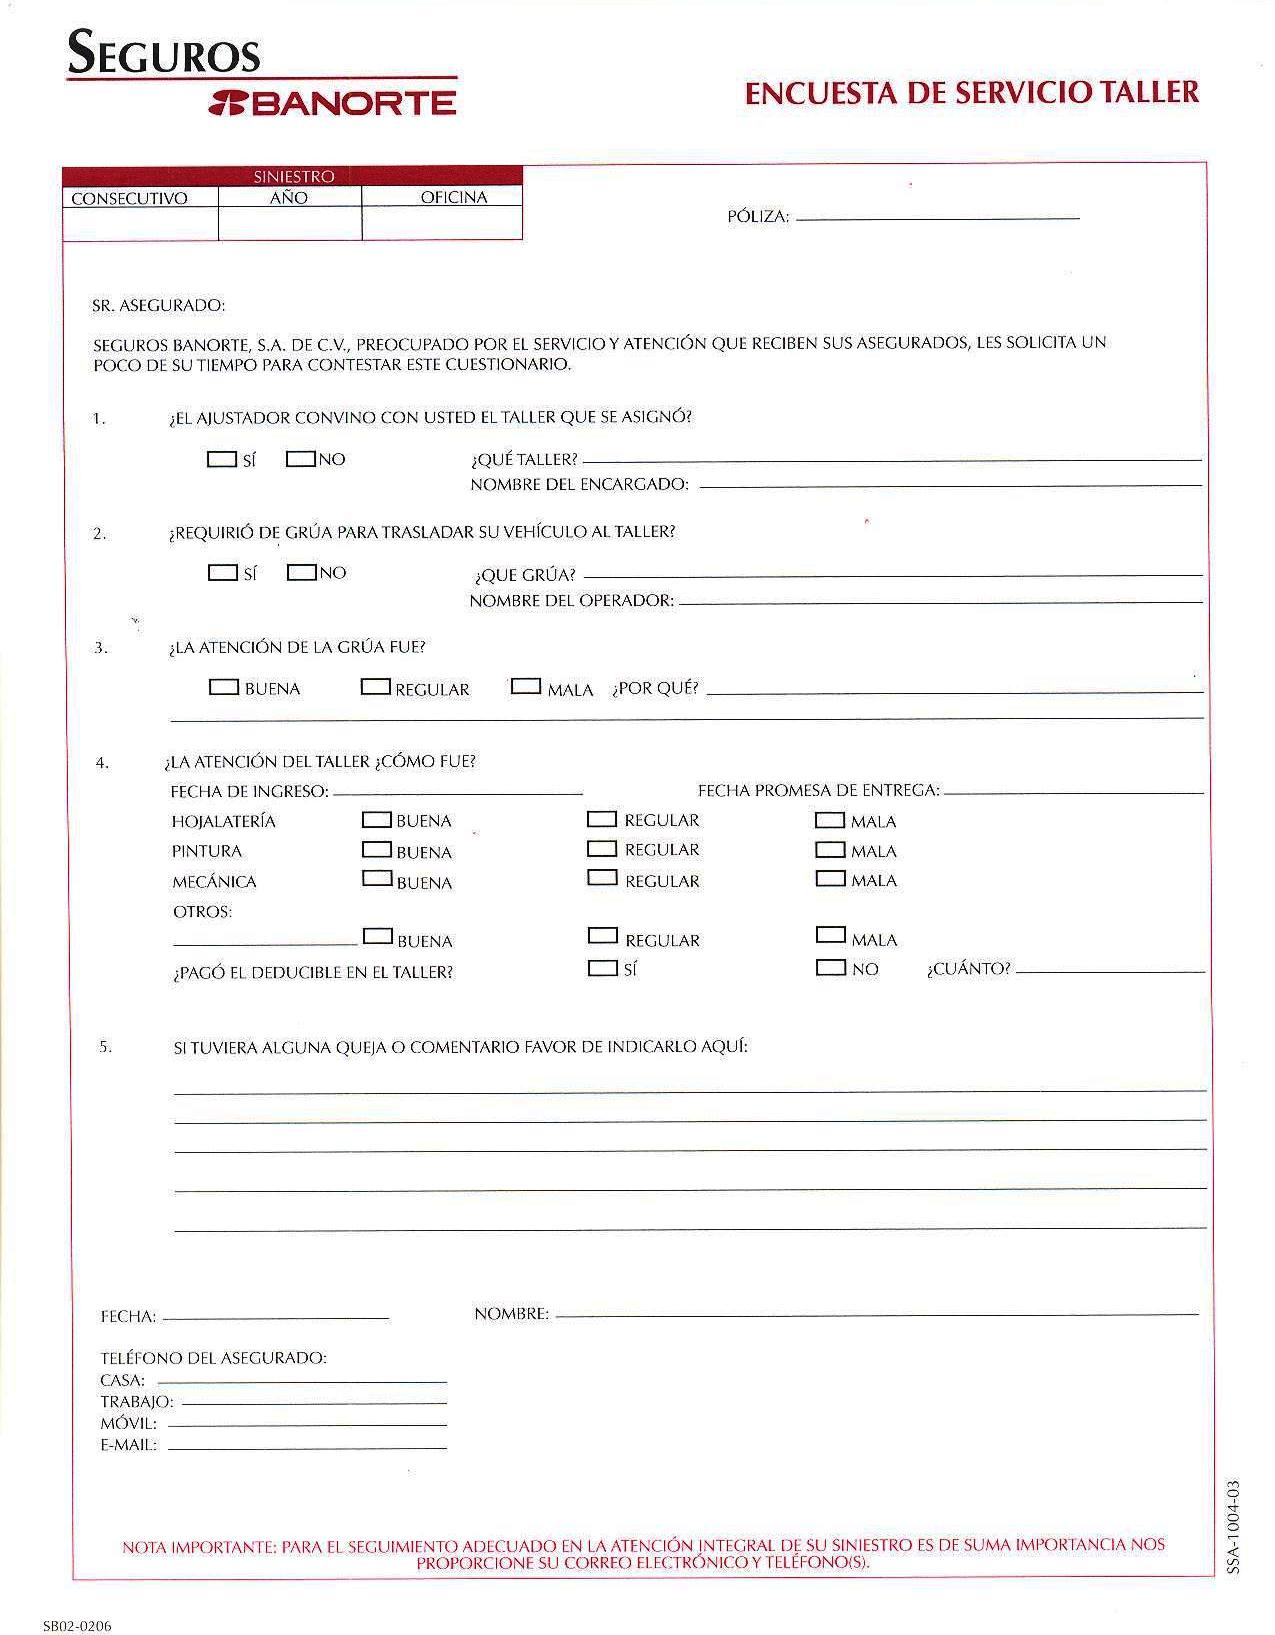 SEGUROS
BANORTE
ENCUESTA DE SERVICIO TALLER
SINIESTRO
CONSECUTIVO AÑO OFICINA
PÓLIZA:
SR. ASEGURADO:
SEGUROS BANORTE, S.A. DE C.V., PREOCUPADO POR EL SERVICIO Y ATENCIÓN QUE RECIBEN SUS ASEGURADOS, LES SOLICITA UN
POCO DE SU TIEMPO PARA CONTESTAR ESTE CUESTIONARIO.
1. ¿EL AJUSTADOR CONVINO CON USTED EL TALLER QUE SE ASIGNÓ?
SÍ NO ¿QUÉ TALLER?
NOMBRE DEL ENCARGADO:
2. ¿REQUIRIÓ DE GRÚA PARA TRASLADAR SU VEHÍCULO AL TALLER?
SÍ NO ¿QUE GRÚA?
NOMBRE DEL OPERADOR:
3. ¿LA ATENCIÓN DE LA GRÚA FUE?
BUENA REGULAR MALA ¿POR QUÉ?
4. ¿LA ATENCIÓN DEL TALLER ¿CÓMO FUE?
FECHA DE INGRESO: FECHA PROMESA DE ENTREGA:
HOJALATERÍA BUENA REGULAR MALA
PINTURA BUENA REGULAR MALA
MECÁNICA BUENA REGULAR MALA
OTROS:
BUENA REGULAR MALA
¿PAGÓ EL DEDUCIBLE EN EL TALLER? SÍ NO ¿CUÁNTO?
5. SI TUVIERA ALGUNA QUEJA O COMENTARIO FAVOR DE INDICARLO AQUÍ:
FECHA: NOMBRE:
TELÉFONO DEL ASEGURADO:
CASA:
TRABAJO:
MÓVIL:
E-MAIL:
NOTA IMPORTANTE: PARA EL SEGUIMIENTO ADECUADO EN LA ATENCIÓN INTEGRAL DE SU SINIESTRO ES DE SUMA IMPORTANCIA NOS
PROPORCIONE SU CORREO ELECTRÓNICO Y TELÉFONO(S).
SSA-1004-03
SB02-0206